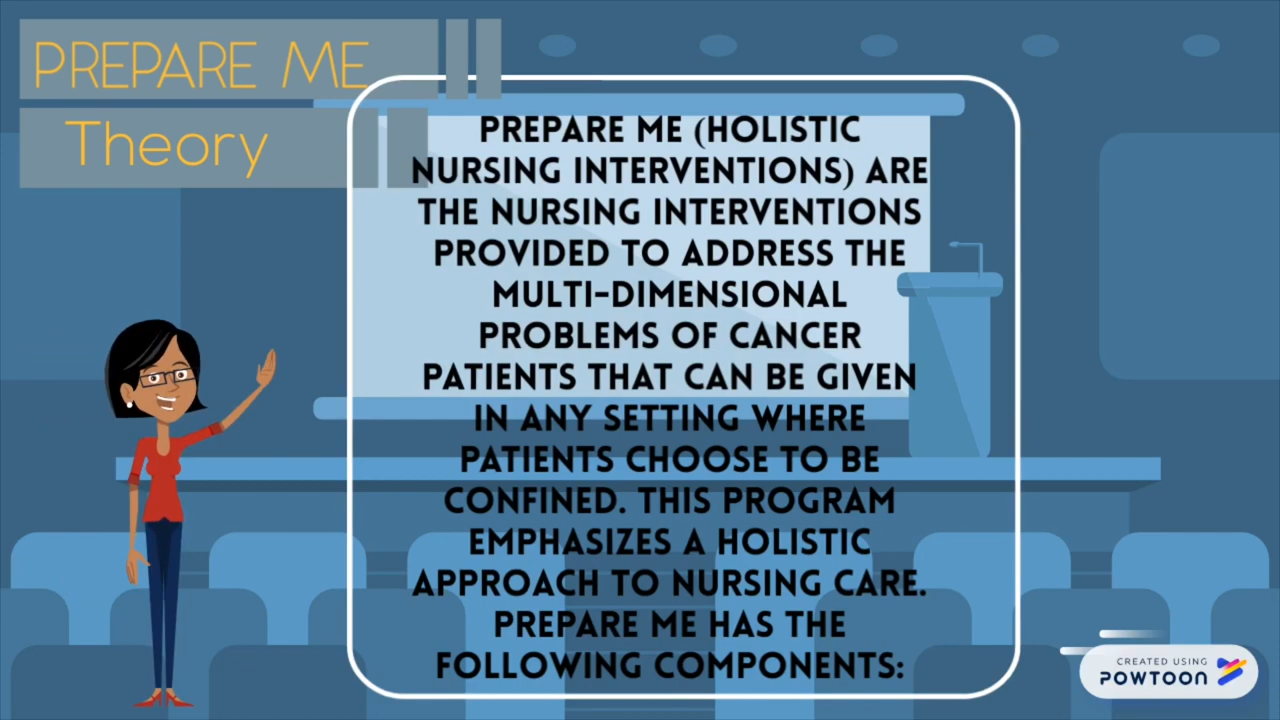 PREPARE ME
Theory
PREPARE ME (HOLISTIC
NURSING INTERVENTIONS) ARE
THE NURSING INTERVENTIONS
PROVIDED TO ADDRESS THE
MULTI-DIMENSIONAL
PROBLEMS OF CANCER
PATIENTS THAT CAN BE GIVEN
IN ANY SETTING WHERE
PATIENTS CHOOSE TO BE
CONFINED. THIS PROGRAM
EMPHASIZES A HOLISTIC
APPROACH TO NURSING CARE.
PREPARE ME HAS THE
FOLLOWING COMPONENTS:
CREATED USING
POWTOON